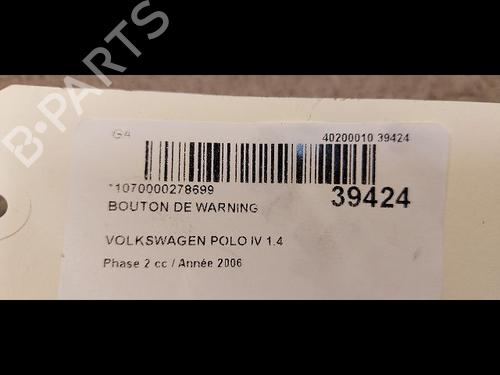 B-PARTS
G4
40200010 39424
*1070000278699
39424
BOUTON DE WARNING
VOLKSWAGEN POLO IV 1.4
Phase 2 cc / Année 2006